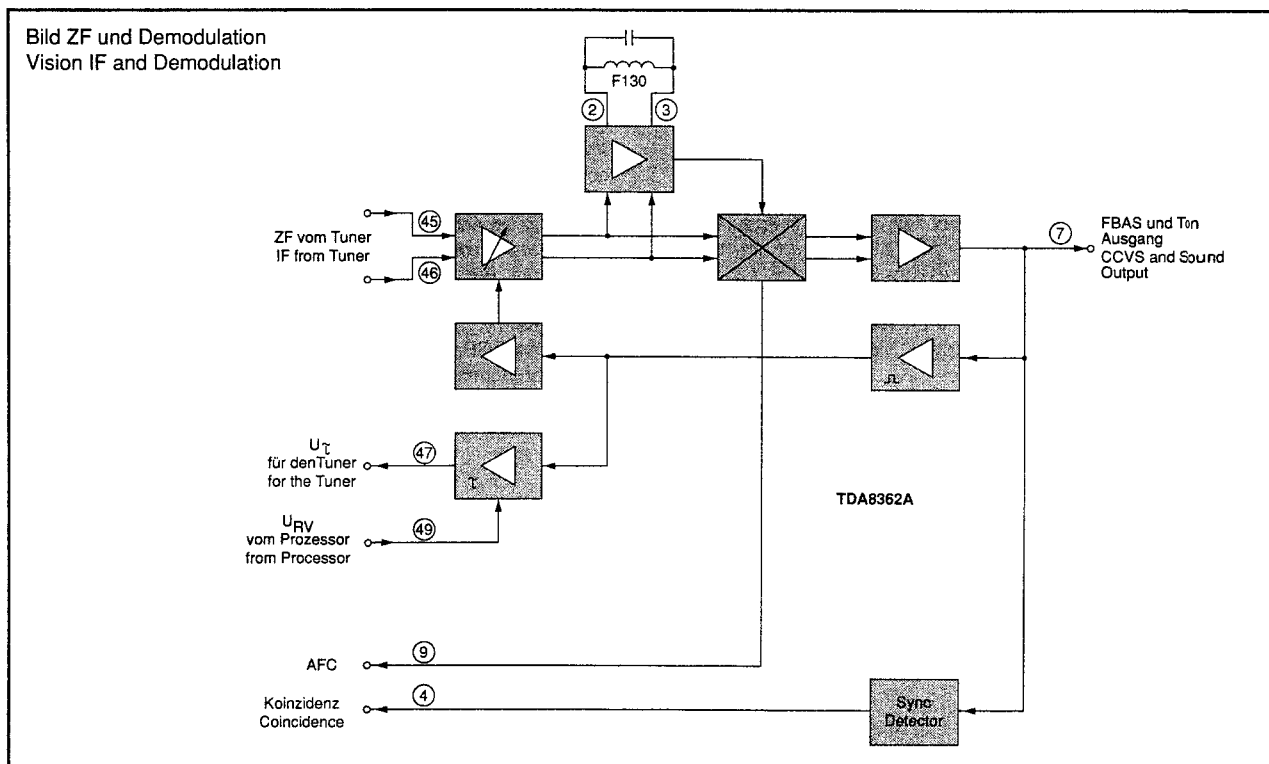 Bild ZF und Demodulation
Vision IF and Demodulation
F130
2
3
45
ZF vom Tuner
IF from Tuner
46
7
FBAS und Ton
Ausgang
CCVS and Sound
Output
Uτ
für denTuner
for the Tuner
47
τ
TDA8362A
URV
vom Prozessor
from Processor
49
AFC
9
Koinzidenz
Coincidence
4
Sync
Detector